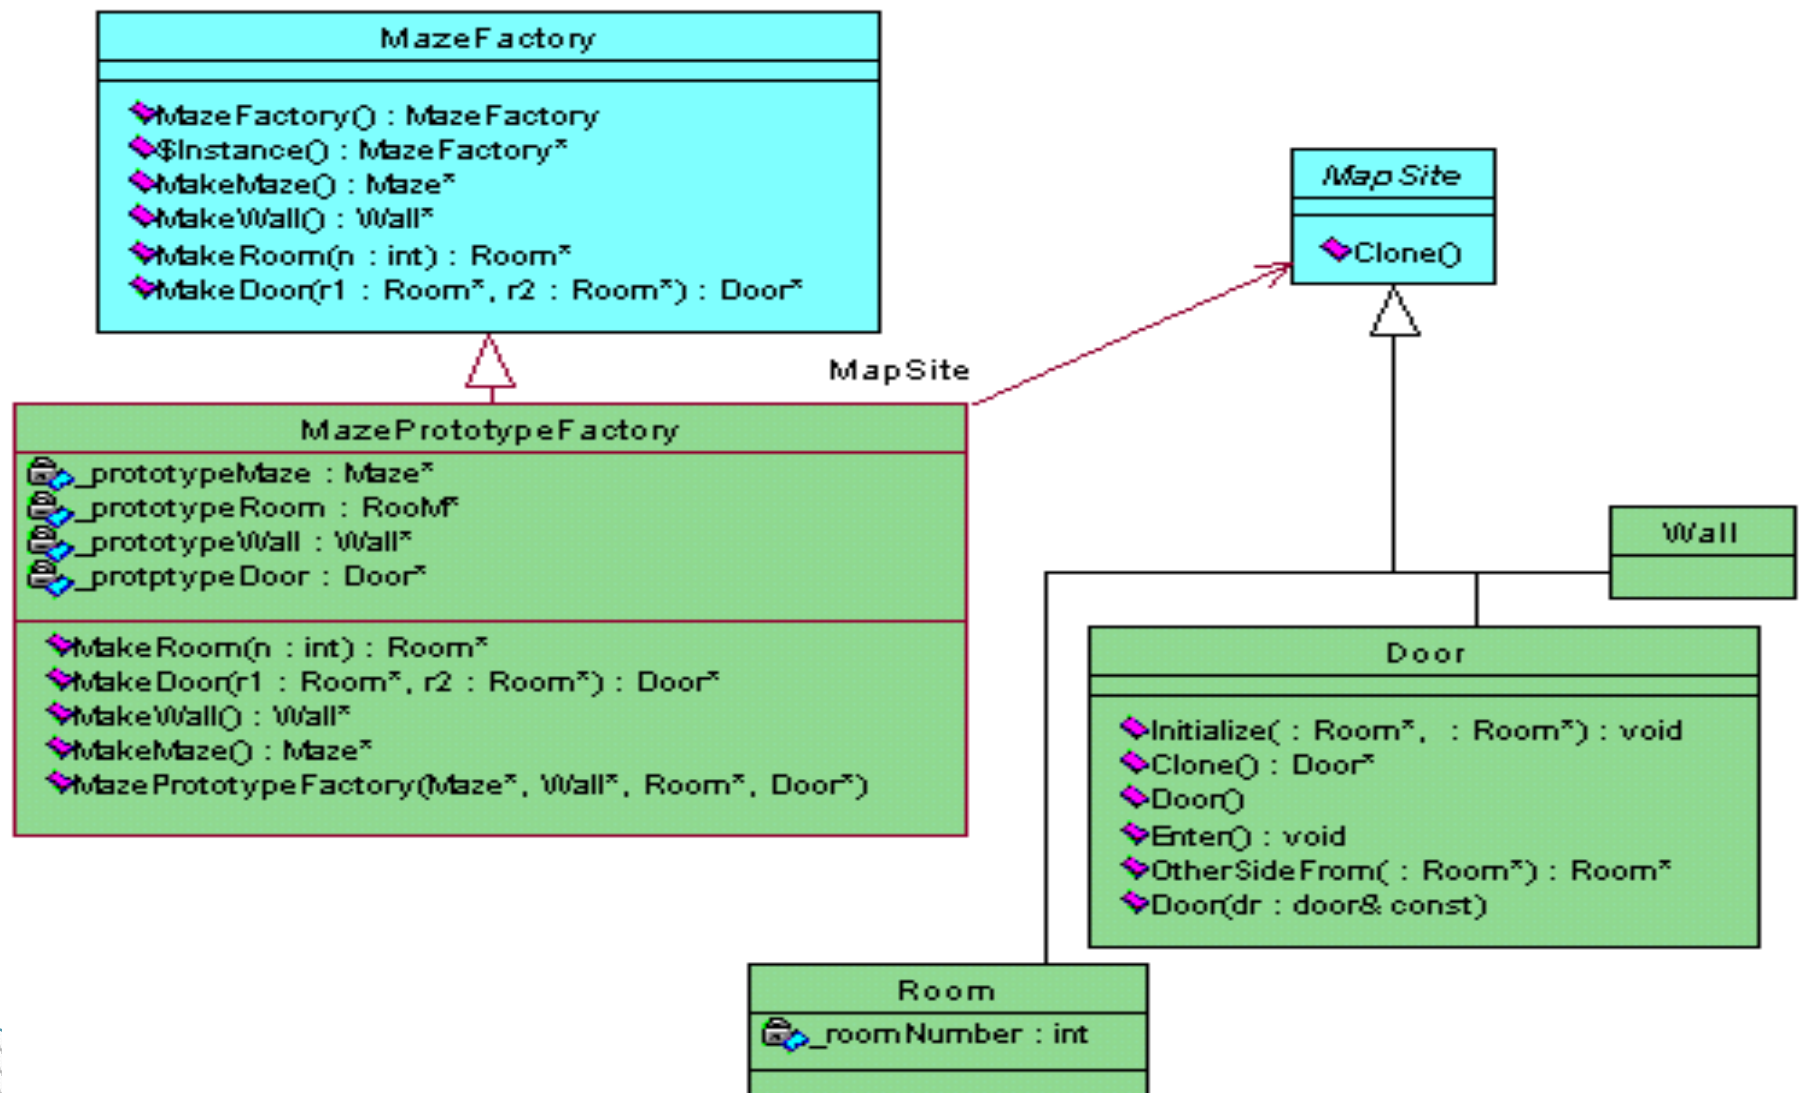 MazeFactory
MazeFactory() : MazeFactory
$Instance() : MazeFactory*
MakeMaze() : Maze*
MakeWall() : Wall*
MakeRoom(n : int) : Room*
MakeDoor(r1 : Room*, r2 : Room*) : Door*
MapSite
Clone()
MapSite
MazePrototypeFactory
_prototypeMaze : Maze*
_prototypeRoom : RooM*
_prototypeWall : Wall*
_protptypeDoor : Door*
MakeRoom(n : int) : Room*
MakeDoor(r1 : Room*, r2 : Room*) : Door*
MakeWall() : Wall*
MakeMaze() : Maze*
MazePrototypeFactory(Maze*, Wall*, Room*, Door*)
Wall
Door
Initialize( : Room*, : Room*) : void
Clone() : Door*
Door()
Enter() : void
OtherSideFrom( : Room*) : Room*
Door(dr : door& const)
Room
_roomNumber : int